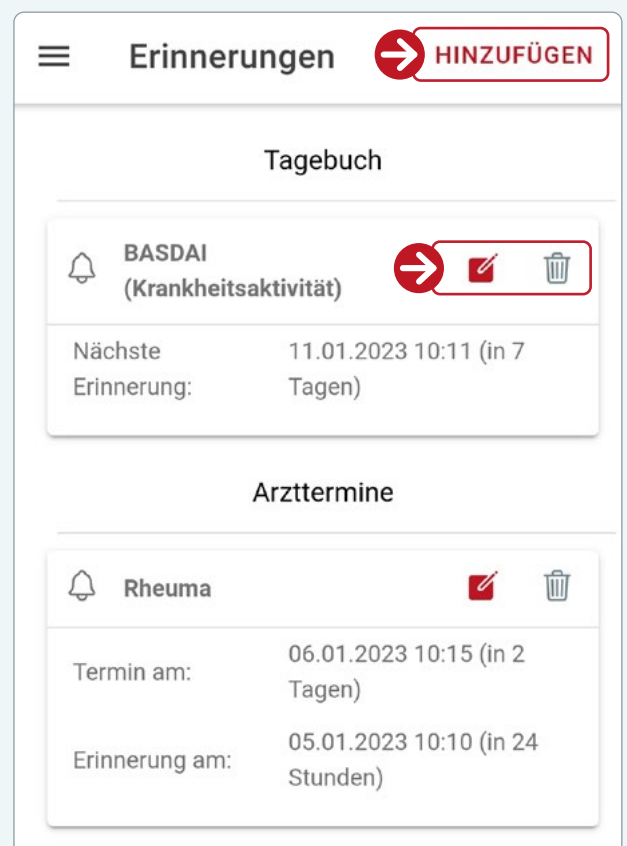 Erinnerungen HINZUFÜGEN
Tagebuch
BASDAI
(Krankheitsaktivität)
Nächste 11.01.2023 10:11 (in 7
Erinnerung: Tagen)
Arzttermine
Rheuma
Termin am: 06.01.2023 10:15 (in 2
Tagen)
Erinnerung am: 05.01.2023 10:10 (in 24
Stunden)